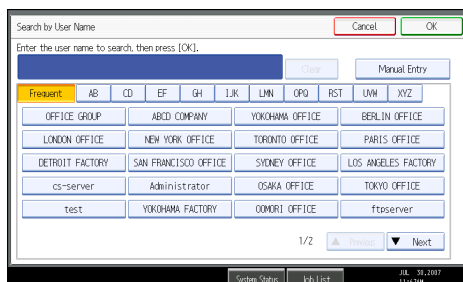 Search by User Name
Cancel
OK
Enter the user name to search, then press [OK].
Clear
Manual Entry
Frequent AB CD EF GH IJK LMN OPQ RST UVW XYZ
OFFICE GROUP ABCD COMPANY YOKOHAMA OFFICE BERLIN OFFICE
LONDON OFFICE NEW YORK OFFICE TORONTO OFFICE PARIS OFFICE
DETROIT FACTORY SAN FRANCISCO OFFICE SYDNEY OFFICE LOS ANGELES FACTORY
cs-server Administrator OSAKA OFFICE TOKYO OFFICE
test YOKOHAMA FACTORY OOMORI OFFICE ftpserver
1/2 ▲ Previous ▼ Next
System Status Job List JUL 30,2007